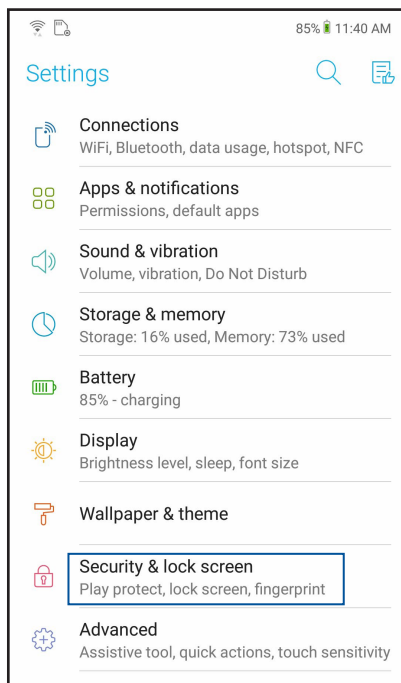 85% 11:40 AM
Settings
Connections
WiFi, Bluetooth, data usage, hotspot, NFC
Apps & notifications
Permissions, default apps
Sound & vibration
Volume, vibration, Do Not Disturb
Storage & memory
Storage: 16% used, Memory: 73% used
Battery
85% - charging
Display
Brightness level, sleep, font size
Wallpaper & theme
Security & lock screen
Play protect, lock screen, fingerprint
Advanced
Assistive tool, quick actions, touch sensitivity